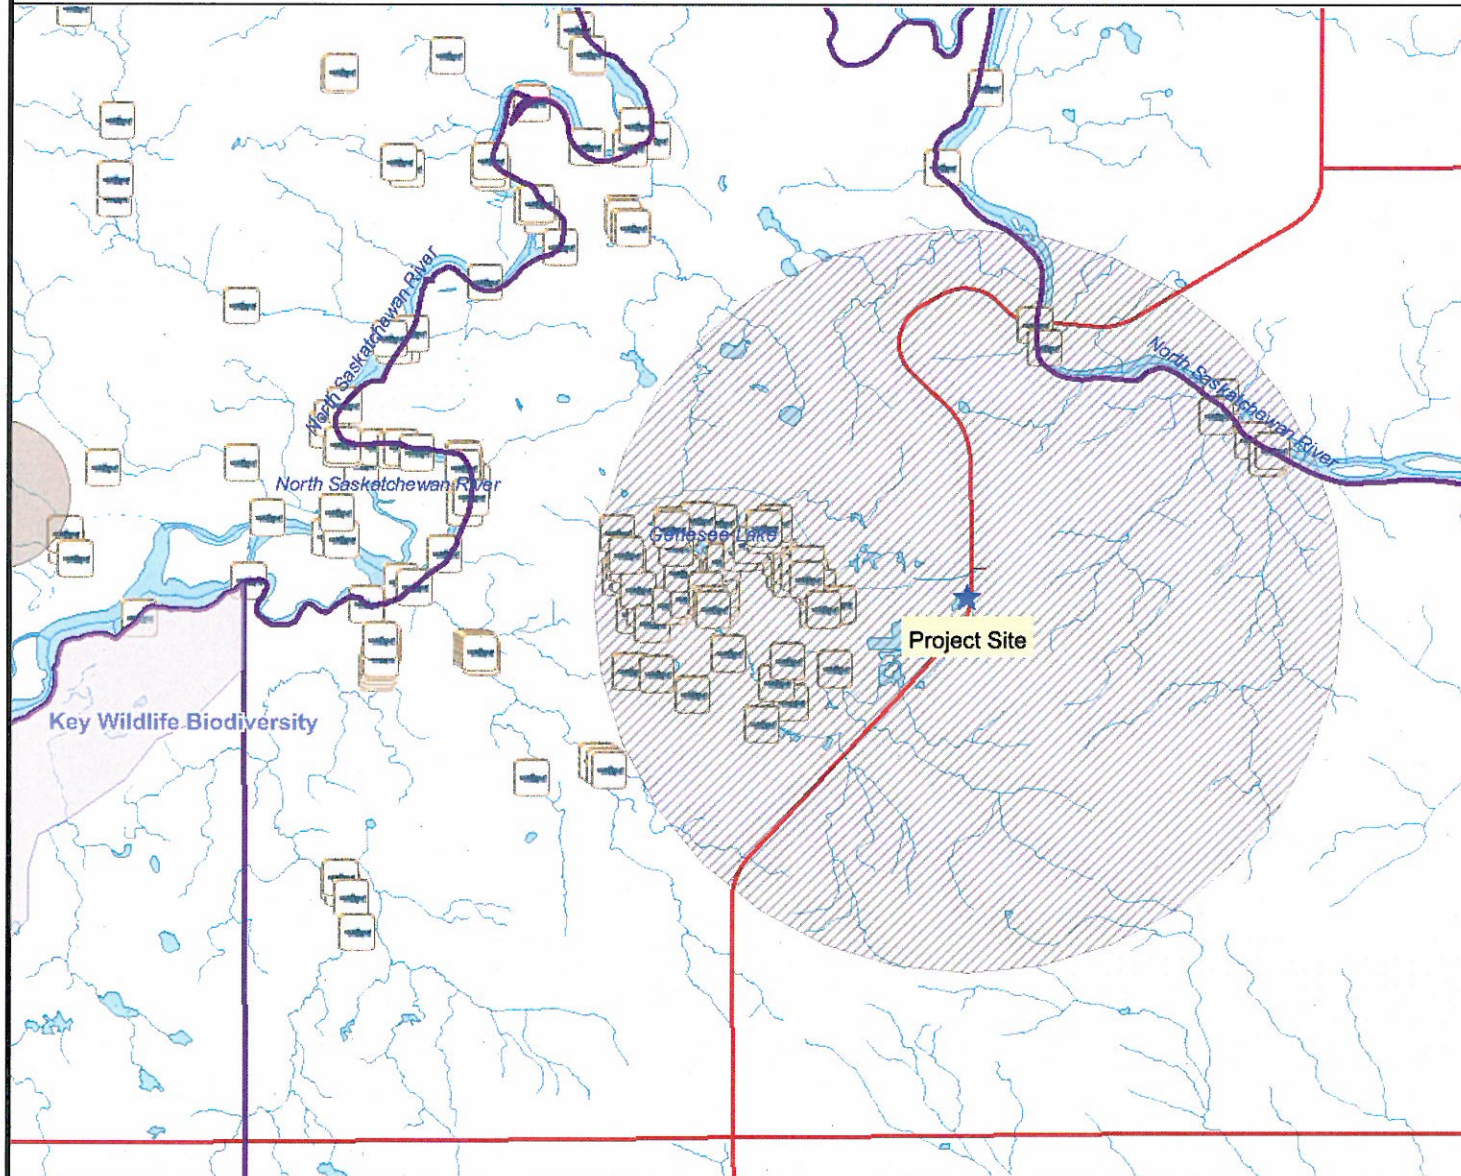 North Saskatchewan River
North Saskatchewan River
North Saskatchewan River
Genesee Lake
Project Site
Key Wildlife Biodiversity